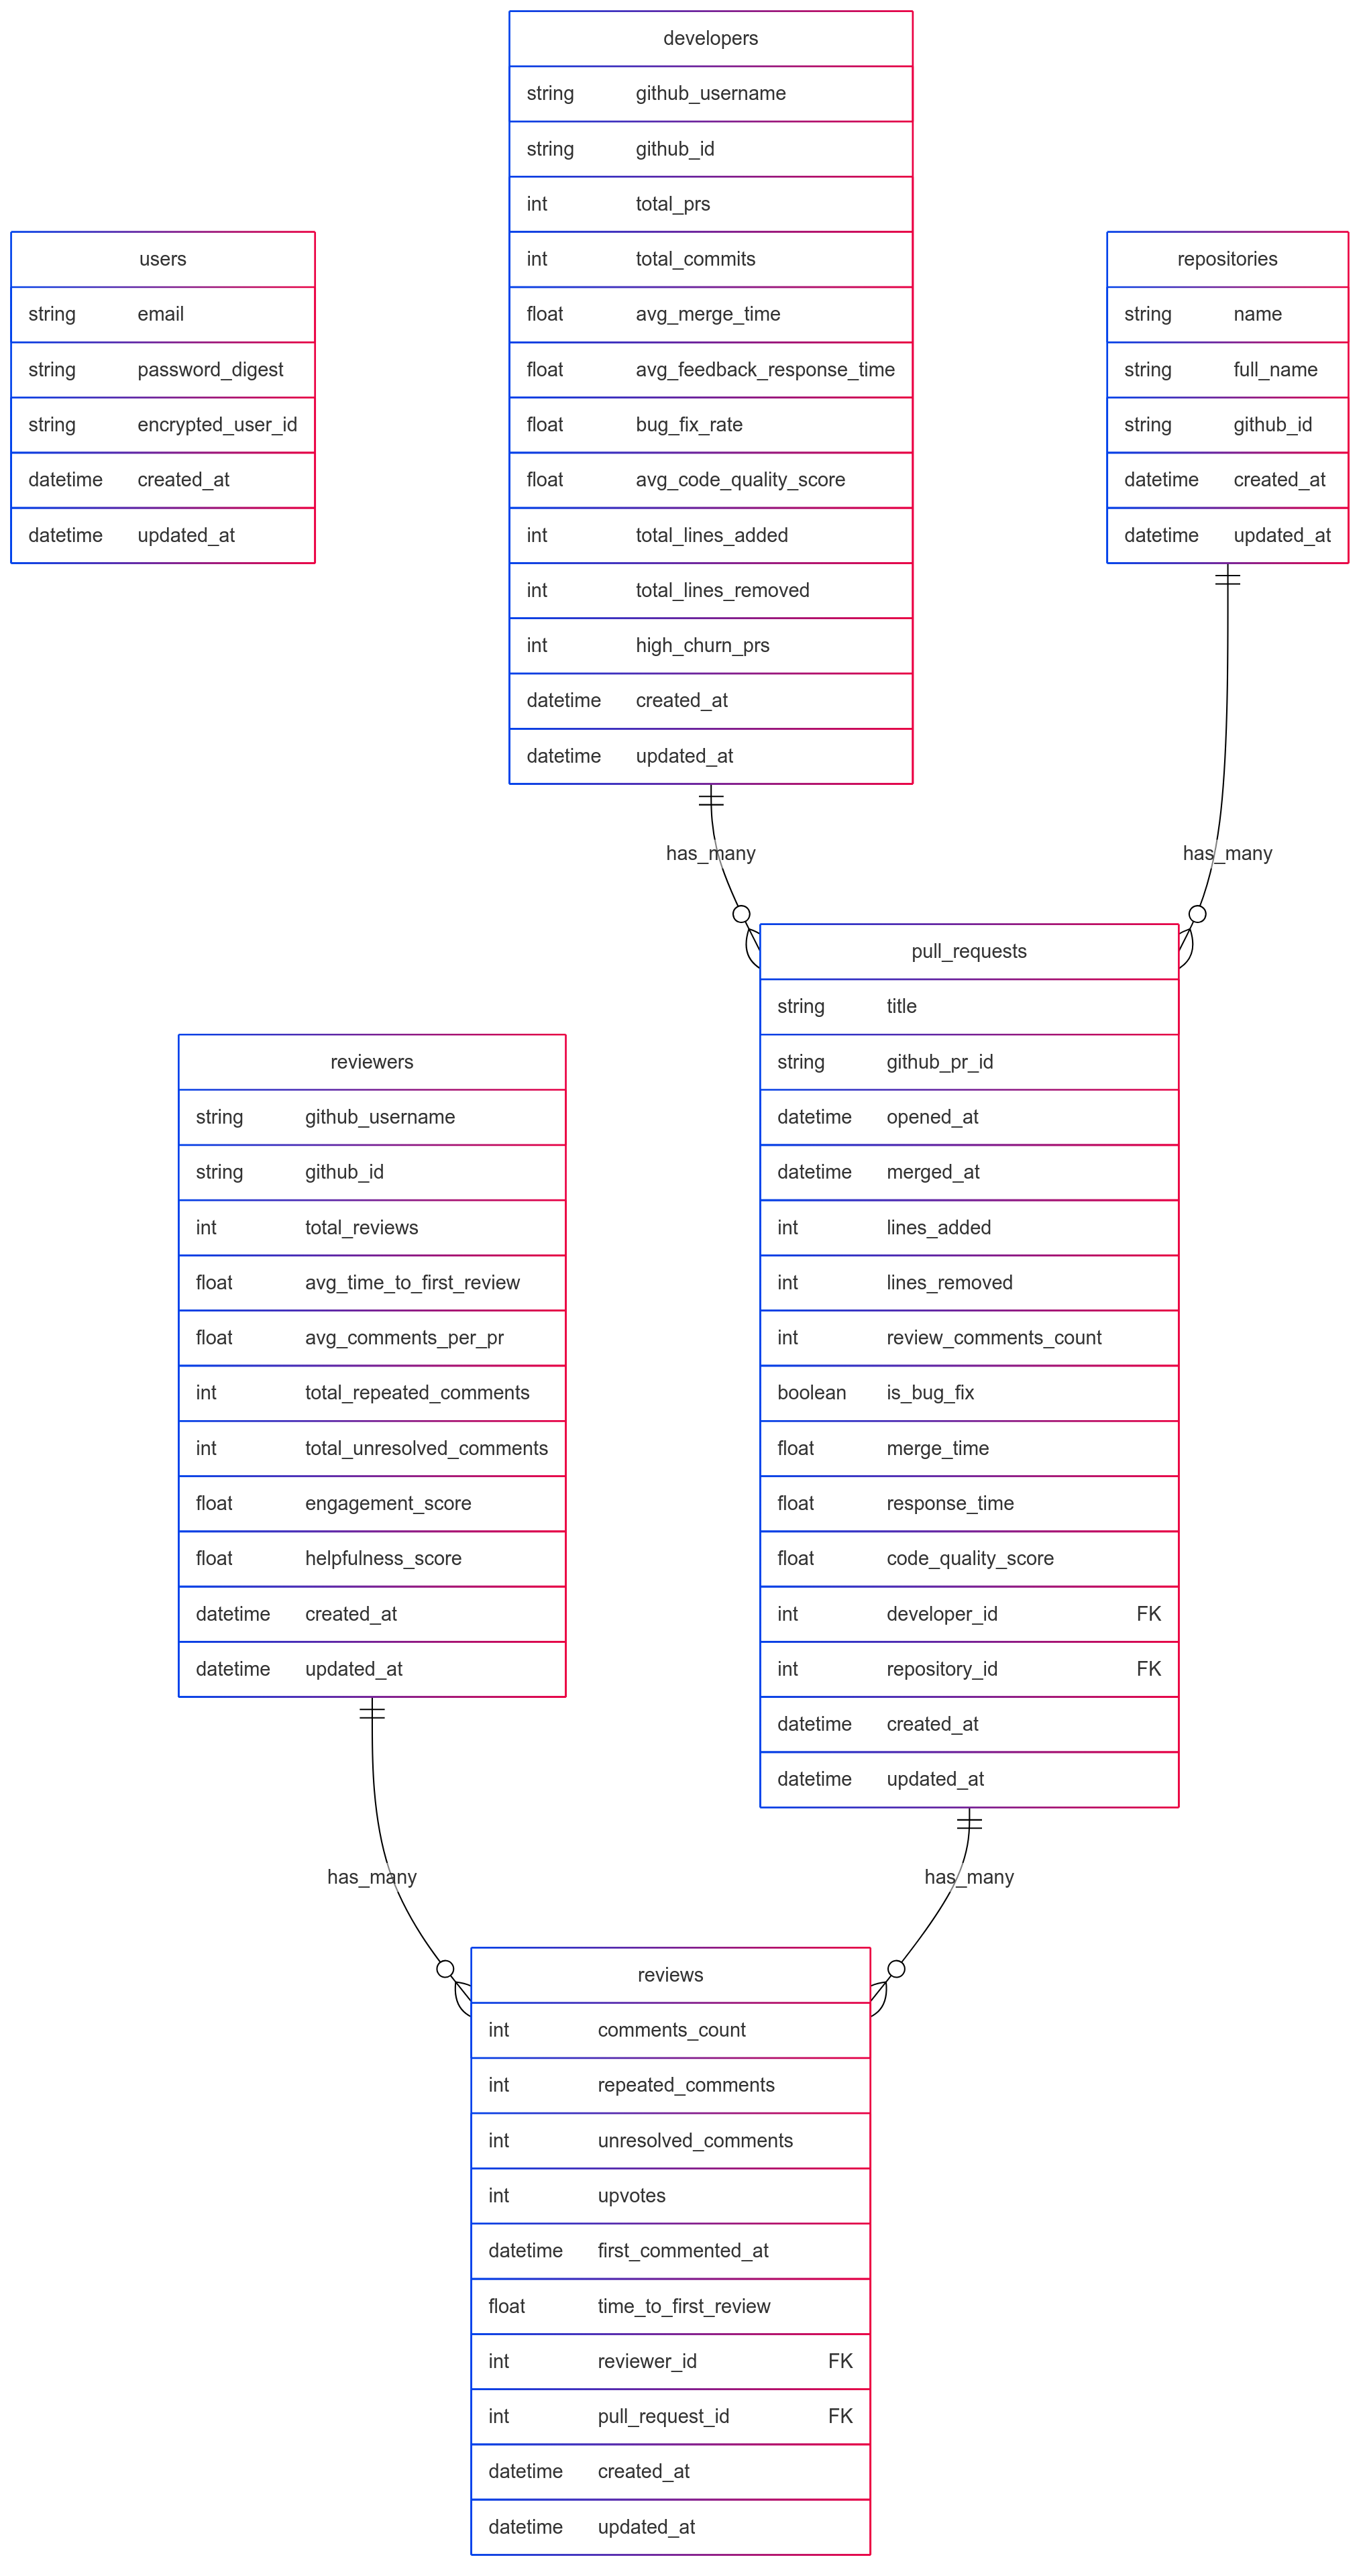 developers
string github_username
string github_id
int total_prs
int total_commits
float avg_merge_time
float avg_feedback_response_time
float bug_fix_rate
float avg_code_quality_score
int total_lines_added
int total_lines_removed
int high_churn_prs
datetime created_at
datetime updated_at
users
string email
string password_digest
string encrypted_user_id
datetime created_at
datetime updated_at
repositories
string name
string full_name
string github_id
datetime created_at
datetime updated_at
has_many
has_many
pull_requests
string title
string github_pr_id
datetime opened_at
datetime merged_at
int lines_added
int lines_removed
int review_comments_count
boolean is_bug_fix
float merge_time
float response_time
float code_quality_score
int developer_id FK
int repository_id FK
datetime created_at
datetime updated_at
reviewers
string github_username
string github_id
int total_reviews
float avg_time_to_first_review
float avg_comments_per_pr
int total_repeated_comments
int total_unresolved_comments
float engagement_score
float helpfulness_score
datetime created_at
datetime updated_at
has_many
has_many
reviews
int comments_count
int repeated_comments
int unresolved_comments
int upvotes
datetime first_commented_at
float time_to_first_review
int reviewer_id FK
int pull_request_id FK
datetime created_at
datetime updated_at